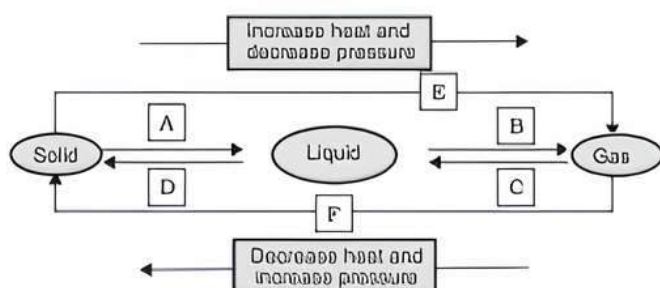 Increase heat and
decrease pressure
E
A
B
Solid
Liquid
Gas
D
C
F
Decrease heat and
increase pressure